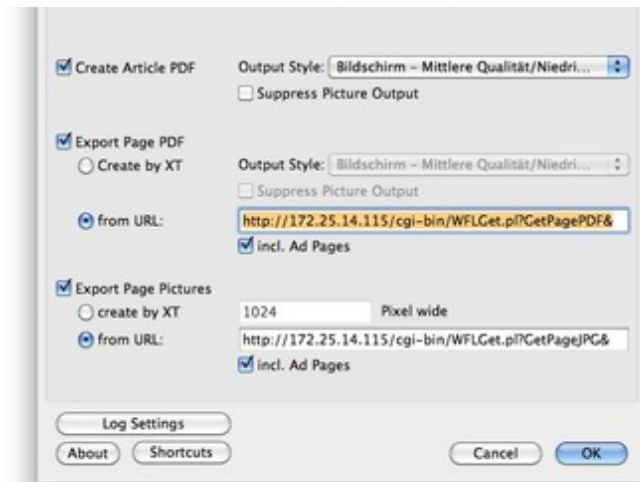 Create Article PDF Output Style: Bildschirm – Mittlere Qualität/Niedri...
Suppress Picture Output
Export Page PDF
Create by XT Output Style: Bildschirm – Mittlere Qualität/Niedri...
Suppress Picture Output
from URL: http://172.25.14.115/cgi-bin/WFLGet.pl?GetPagePDF&
incl. Ad Pages
Export Page Pictures
create by XT 1024 Pixel wide
from URL: http://172.25.14.115/cgi-bin/WFLGet.pl?GetPageJPG&
incl. Ad Pages
Log Settings
About Shortcuts Cancel OK